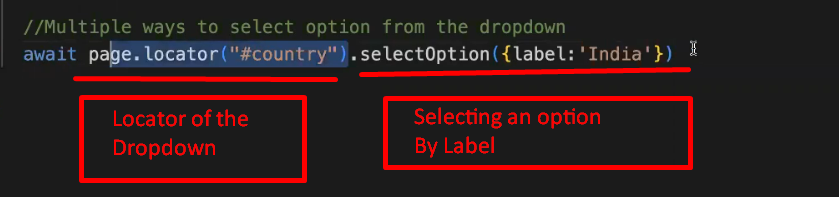 //Multiple ways to select option from the dropdown
await page.locator("#country").selectOption({label:'India'})
Locator of the
Dropdown
Selecting an option
By Label